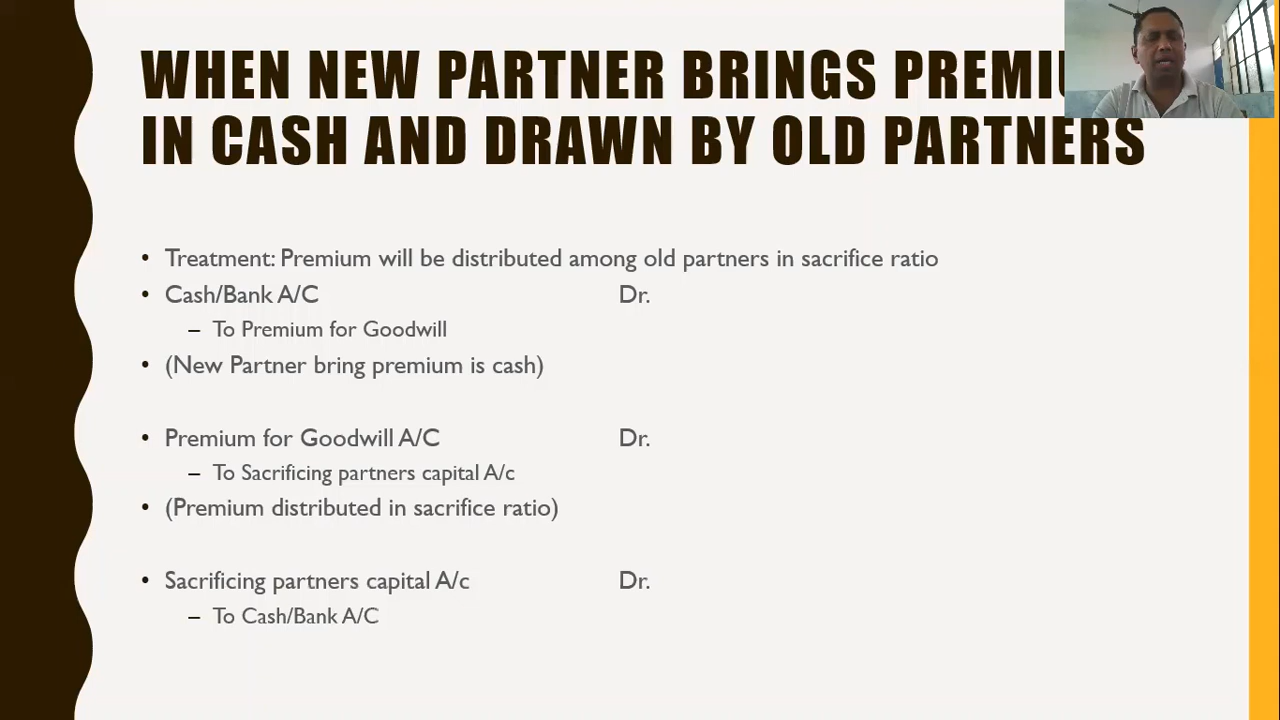 WHEN NEW PARTNER BRINGS
IN CASH AND DRAWN BY OLD PARTNERS
• Treatment: Premium will be distributed among old partners in sacrifice ratio
• Cash/Bank A/C Dr.
– To Premium for Goodwill
• (New Partner bring premium is cash)
• Premium for Goodwill A/C Dr.
– To Sacrificing partners capital A/c
• (Premium distributed in sacrifice ratio)
• Sacrificing partners capital A/c Dr.
– To Cash/Bank A/C